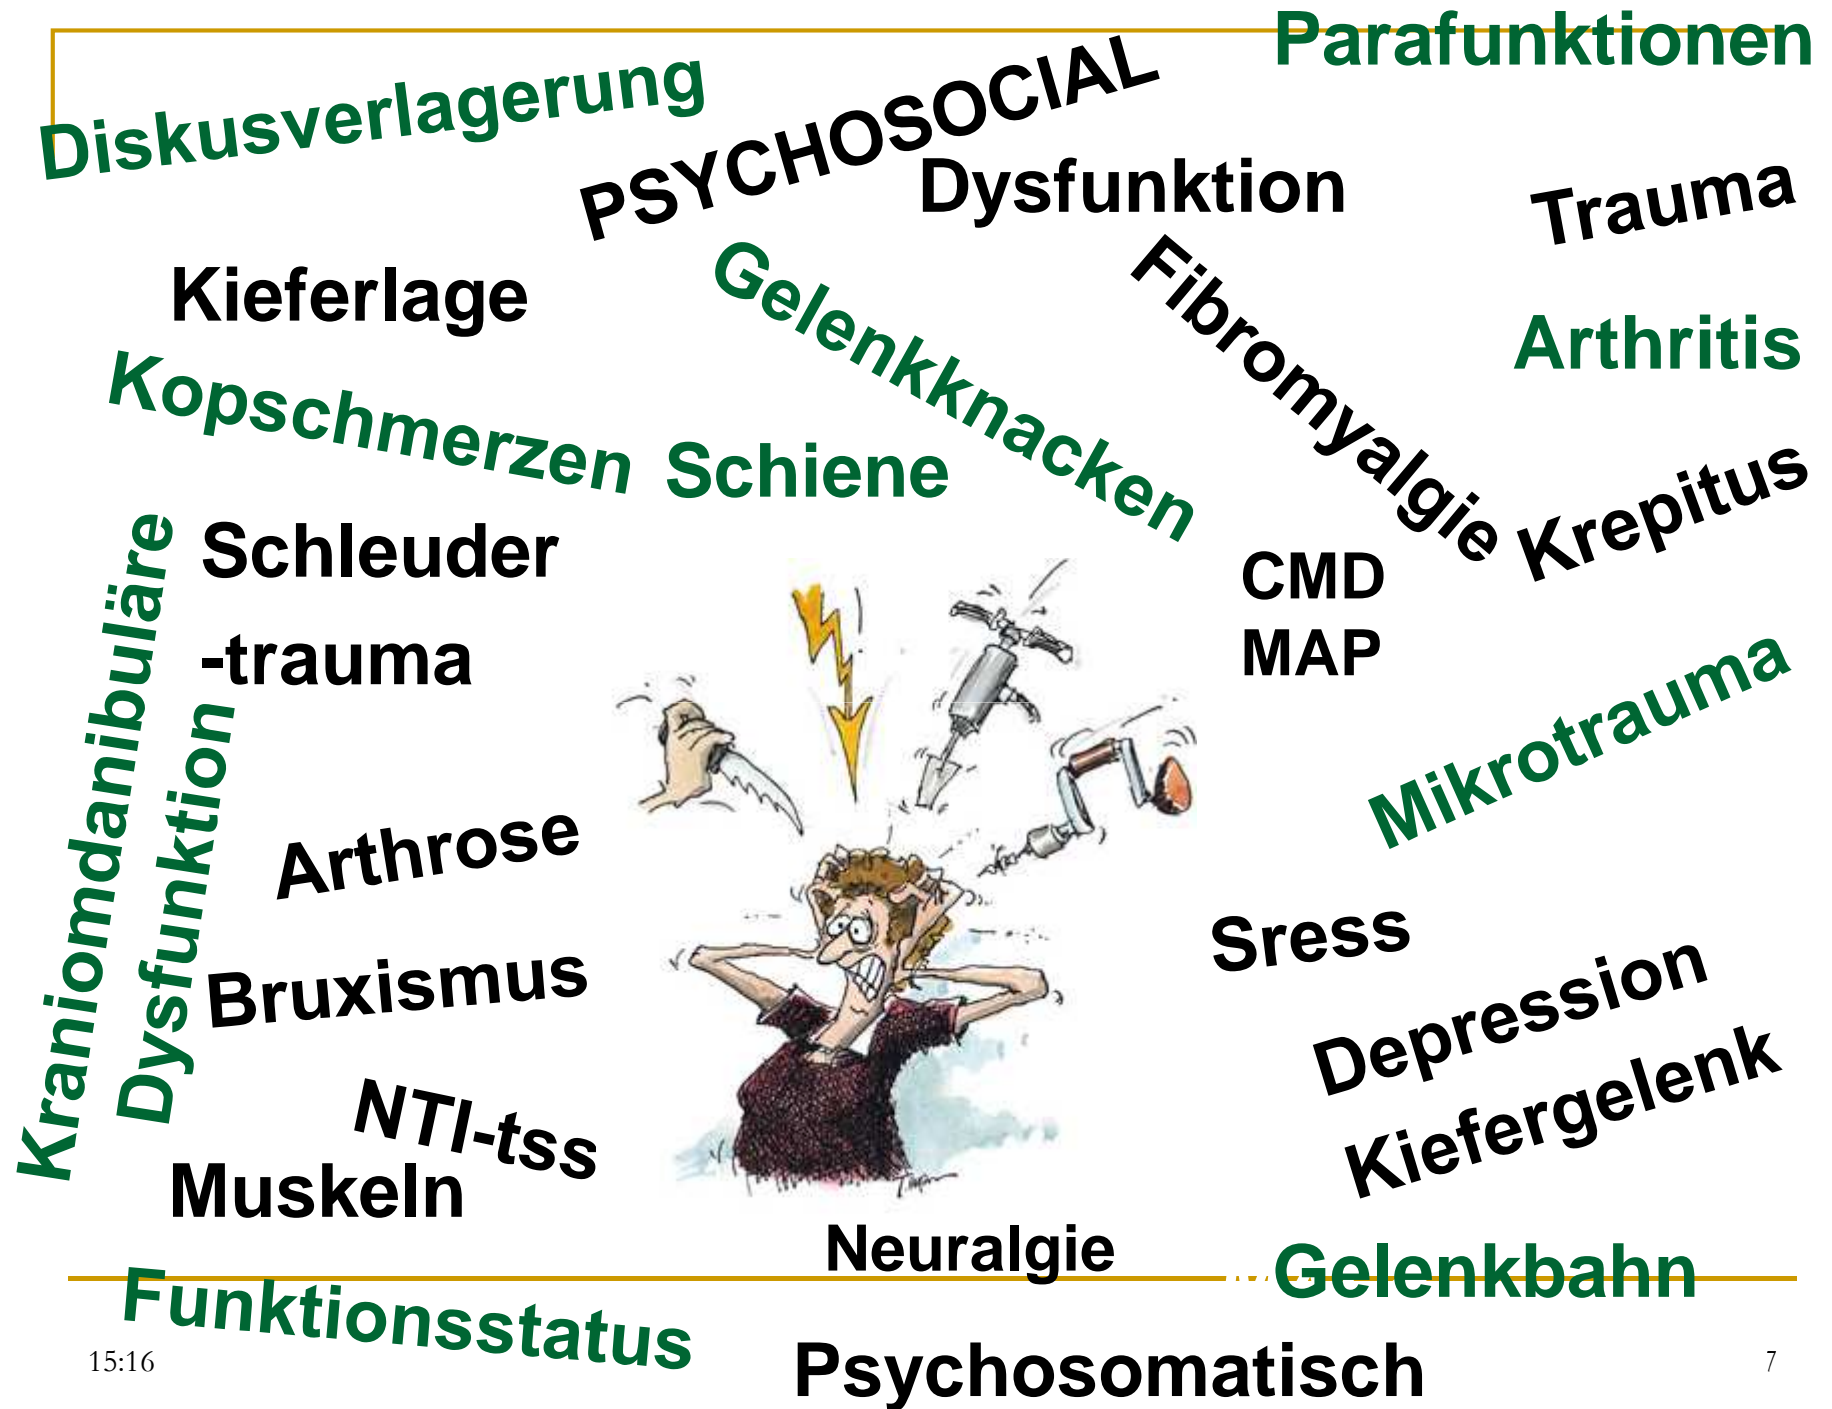 Parafunktionen
Diskusverlagerung
PSYCHOSOCIAL
Dysfunktion
Trauma
Kieferlage
Gelenkknacken
Fibromyalgie
Arthritis
Kopschmerzen
Schiene
Krepitus
Schleuder
-trauma
CMD
MAP
Kraniomdanibuläre
Dysfunktion
Mikrotrauma
Arthrose
Sress
Bruxismus
Depression
Kiefergelenk
NTI-tss
Muskeln
Neuralgie
Gelenkbahn
Funktionsstatus
Psychosomatisch
15:16
7